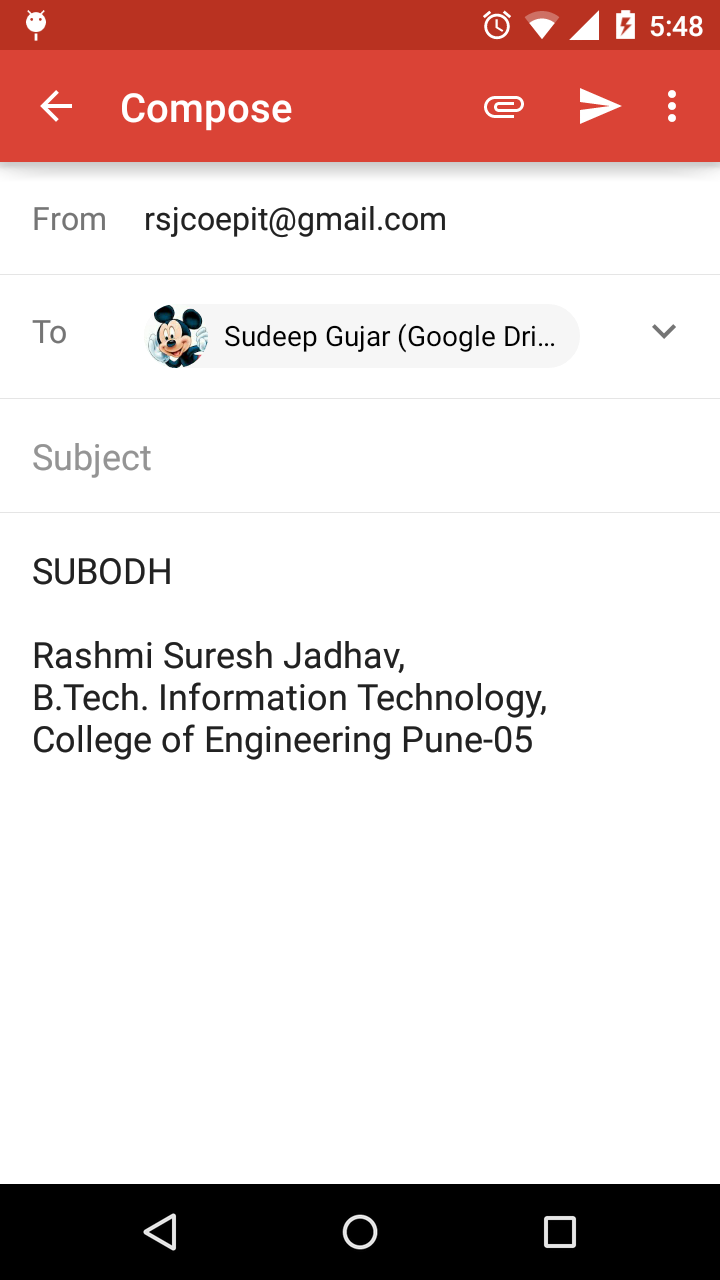 5:48
Compose
From rsjcoepit@gmail.com
To Sudeep Gujar (Google Dri...
Subject
SUBODH
Rashmi Suresh Jadhav,
B.Tech. Information Technology,
College of Engineering Pune-05